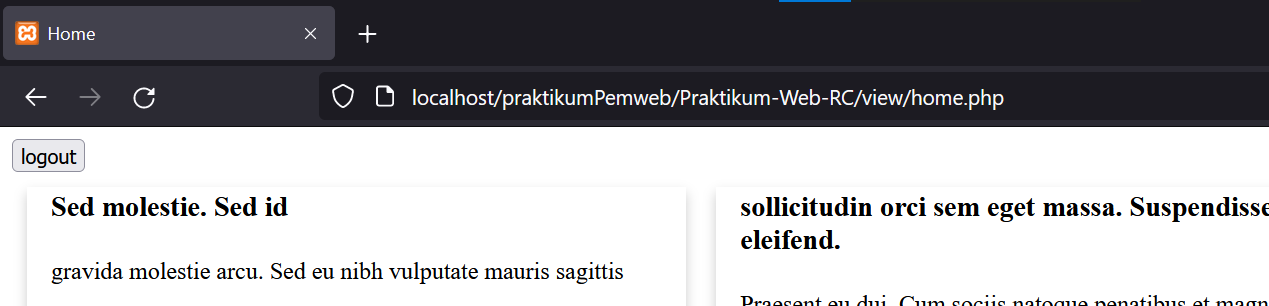 Home
localhost/praktikumPemweb/Praktikum-Web-RC/view/home.php
logout
Sed molestie. Sed id
gravida molestie arcu. Sed eu nibh vulputate mauris sagittis
sollicitudin orci sem eget massa. Suspendisse
eleifend.
Praesent eu dui. Cum sociis natoque penatibus et magn